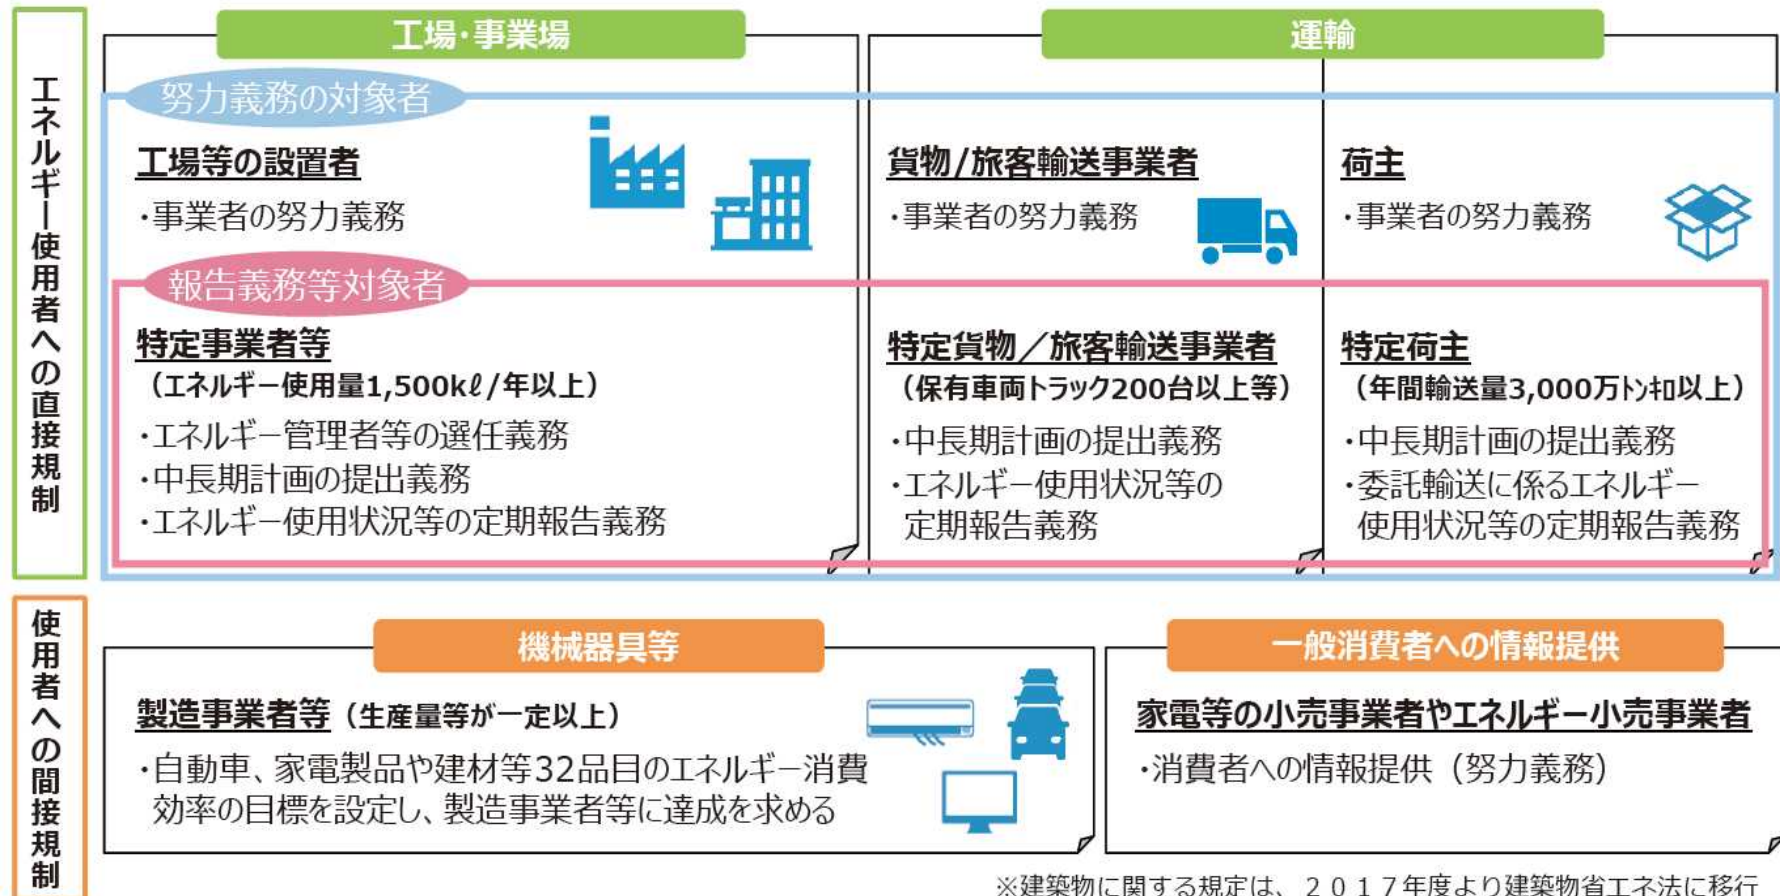 エネルギー使用者への直接規制
工場・事業場
努力義務の対象者
工場等の設置者
・事業者の努力義務
報告義務等対象者
特定事業者等
（エネルギー使用量1,500kℓ/年以上）
・エネルギー管理者等の選任義務
・中長期計画の提出義務
・エネルギー使用状況等の定期報告義務
運輸
貨物/旅客輸送事業者
・事業者の努力義務
特定貨物／旅客輸送事業者
（保有車両トラック200台以上等）
・中長期計画の提出義務
・エネルギー使用状況等の
定期報告義務
荷主
・事業者の努力義務
特定荷主
（年間輸送量3,000万ﾄﾝｷﾛ以上）
・中長期計画の提出義務
・委託輸送に係るエネルギー
使用状況等の定期報告義務
使用者への間接規制
機械器具等
製造事業者等（生産量等が一定以上）
・自動車、家電製品や建材等32品目のエネルギー消費
効率の目標を設定し、製造事業者等に達成を求める
一般消費者への情報提供
家電等の小売事業者やエネルギー小売事業者
・消費者への情報提供（努力義務）
※建築物に関する規定は、２０１７年度より建築物省エネ法に移行